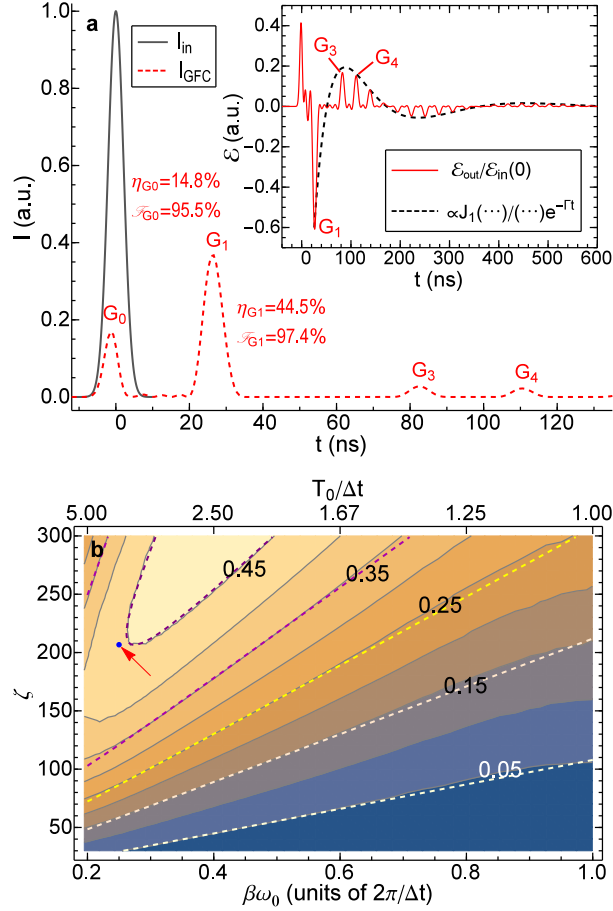 a
I_in
I_GFC
I (a.u.)
1.0
0.8
0.6
0.4
0.2
0.0
η_G0=14.8%
ℱ_G0=95.5%
G_0
G_1
η_G1=44.5%
ℱ_G1=97.4%
G_3
G_4
0 20 40 60 80 100 120
t (ns)
ℰ (a.u.)
0.4
0.2
0.0
−0.2
−0.4
−0.6
G_3
G_4
G_1
ℰ_out/ℰ_in(0)
∝J_1(⋯)/(⋯)e^−Γt
0 100 200 300 400 500 600
t (ns)
T_0/Δt
5.00 2.50 1.67 1.25 1.00
b
ζ
300
250
200
150
100
50
0.45
0.35
0.25
0.15
0.05
0.2 0.4 0.6 0.8 1.0
βω_0 (units of 2π/Δt)